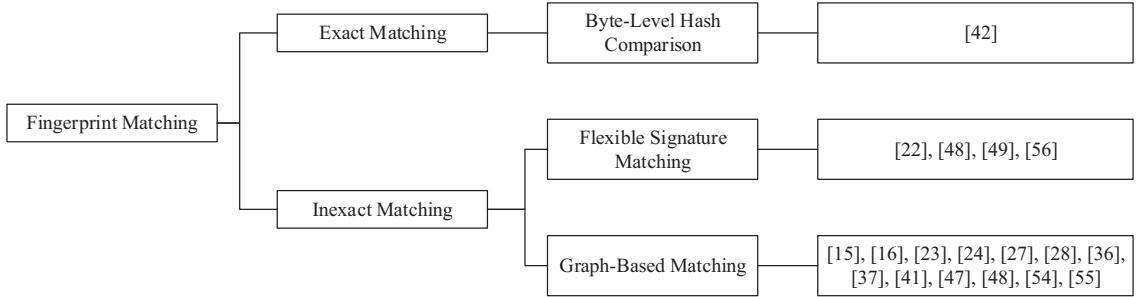 Fingerprint Matching
Exact Matching
Byte-Level Hash
Comparison
[42]
Inexact Matching
Flexible Signature
Matching
[22], [48], [49], [56]
Graph-Based Matching
[15], [16], [23], [24], [27], [28], [36],
[37], [41], [47], [48], [54], [55]